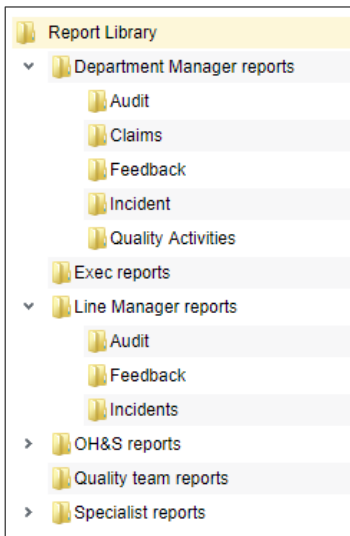 Report Library
Department Manager reports
Audit
Claims
Feedback
Incident
Quality Activities
Exec reports
Line Manager reports
Audit
Feedback
Incidents
OH&S reports
Quality team reports
Specialist reports